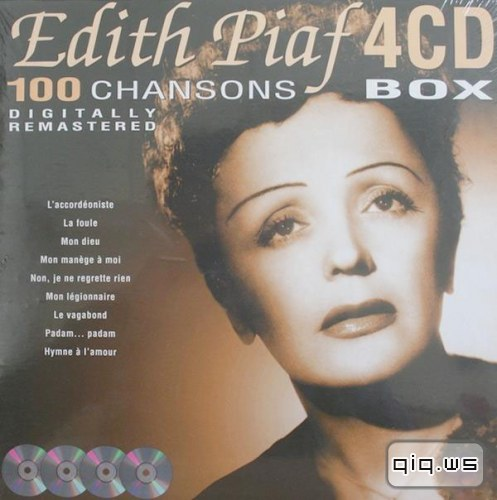 Edith Piaf 4CD
100 CHANSONS BOX
DIGITALLY
REMASTERED
L'accordéoniste
La foule
Mon dieu
Mon manège à moi
Non, je ne regrette rien
Mon légionnaire
Le vagabond
Padam... padam
Hymne à l'amour
qiq.ws